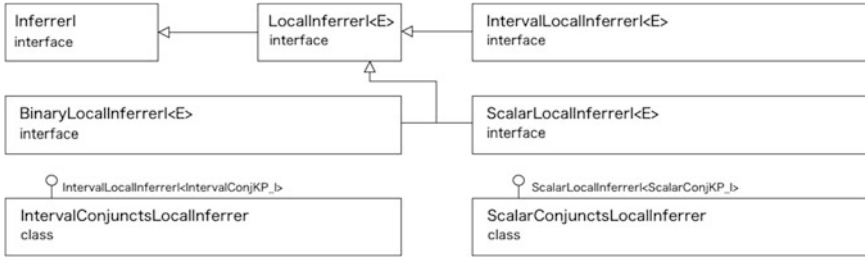 InferrerI
interface
LocalInferrerI<E>
interface
IntervalLocalInferrerI<E>
interface
BinaryLocalInferrerI<E>
interface
ScalarLocalInferrerI<E>
interface
IntervalLocalInferrerI<IntervalConjKP_I>
IntervalConjunctsLocalInferrer
class
ScalarLocalInferrerI<ScalarConjKP_I>
ScalarConjunctsLocalInferrer
class